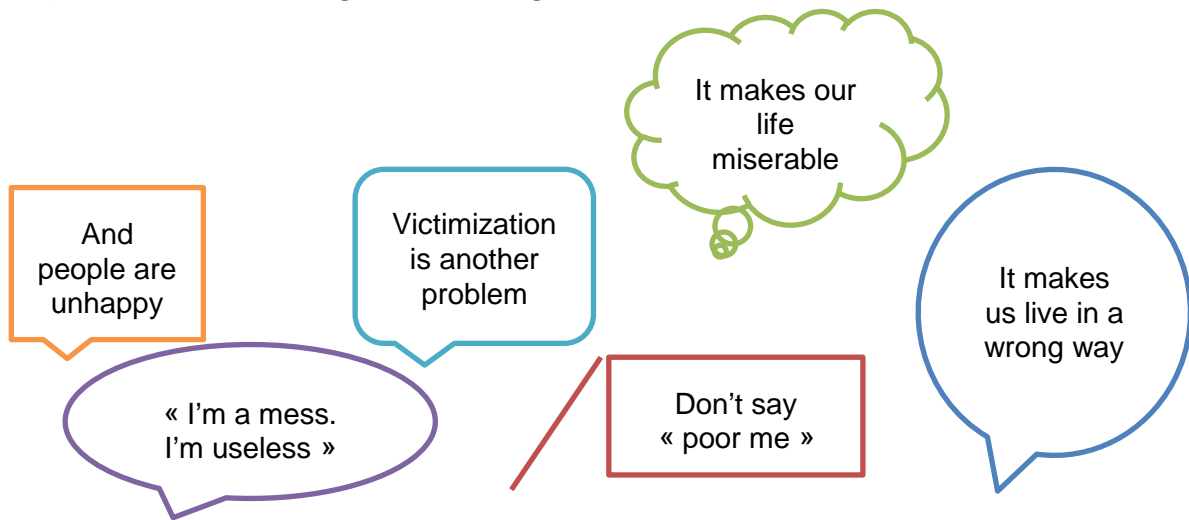 It makes our
life
miserable
And
people are
unhappy
Victimization
is another
problem
It makes
us live in a
wrong way
« I'm a mess.
I'm useless »
Don't say
« poor me »